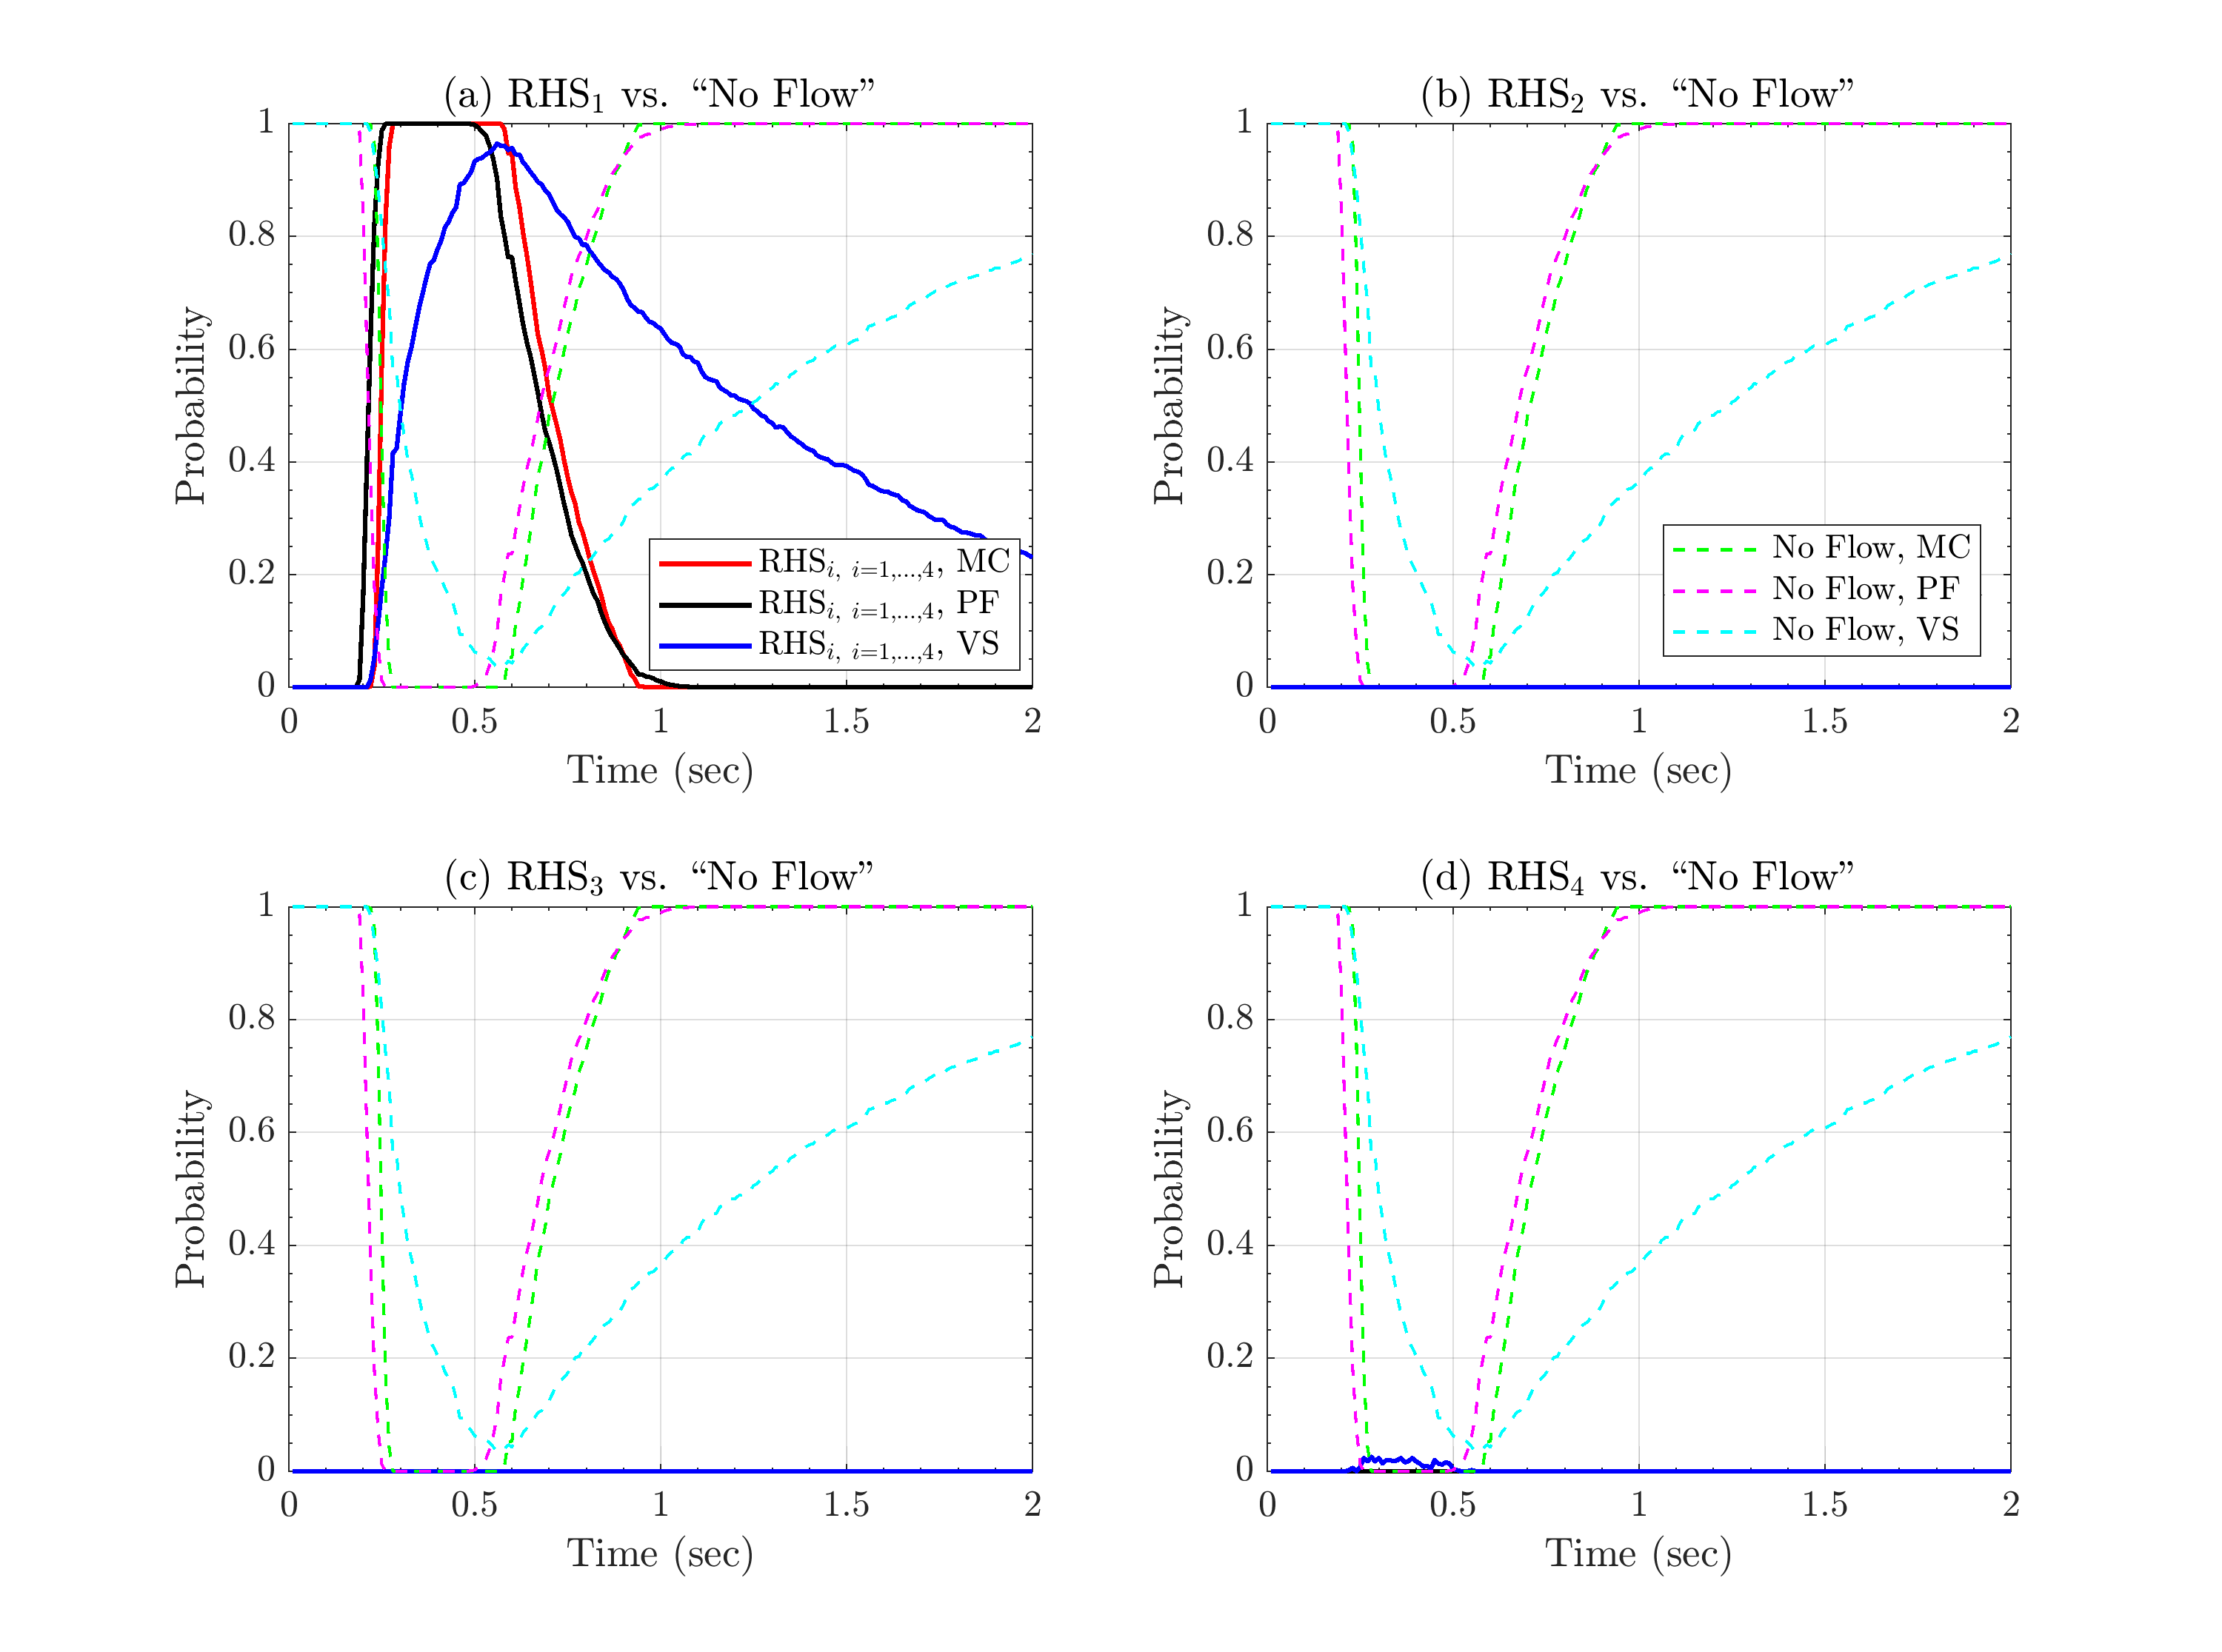 (a) RHS₁ vs. “No Flow”
1
0.8
0.6
0.4
0.2
0
Probability
RHSᵢ, ᵢ₌₁,...,₄, MC
RHSᵢ, ᵢ₌₁,...,₄, PF
RHSᵢ, ᵢ₌₁,...,₄, VS
0 0.5 1 1.5 2
Time (sec)
(b) RHS₂ vs. “No Flow”
1
0.8
0.6
0.4
0.2
0
Probability
No Flow, MC
No Flow, PF
No Flow, VS
0 0.5 1 1.5 2
Time (sec)
(c) RHS₃ vs. “No Flow”
1
0.8
0.6
0.4
0.2
0
Probability
0 0.5 1 1.5 2
Time (sec)
(d) RHS₄ vs. “No Flow”
1
0.8
0.6
0.4
0.2
0
Probability
0 0.5 1 1.5 2
Time (sec)